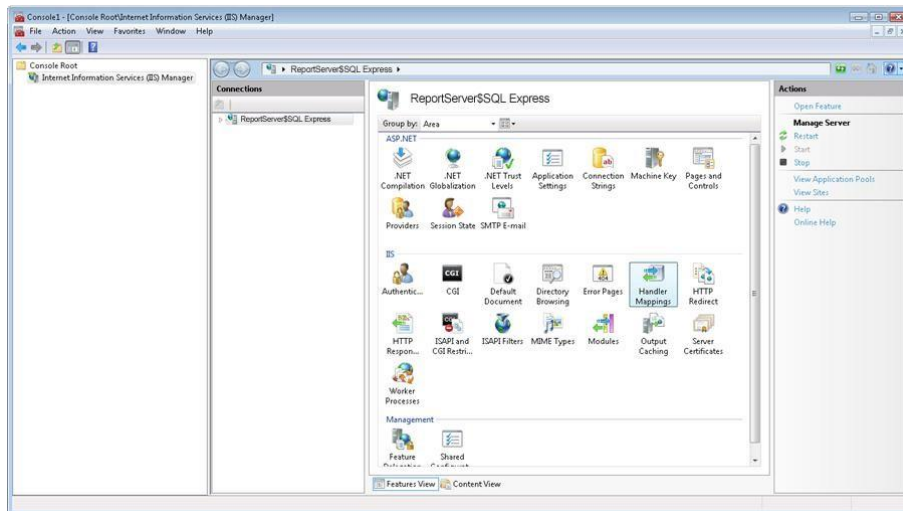 Console1 - [Console Root\Internet Information Services (IIS) Manager]
File Action View Favorites Window Help
Console Root
Internet Information Services (IIS) Manager
ReportServer$SQL Express
Connections
ReportServer$SQL Express
ReportServer$SQL Express
Group by: Area
ASP.NET
.NET Compilation
.NET Globalization
.NET Trust Levels
Application Settings
Connection Strings
Machine Key
Pages and Controls
Providers
Session State
SMTP E-mail
IIS
Authentic...
CGI
Default Document
Directory Browsing
Error Pages
Handler Mappings
HTTP Redirect
HTTP Respon...
ISAPI and CGI Restri...
ISAPI Filters
MIME Types
Modules
Output Caching
Server Certificates
Worker Processes
Management
Feature
Shared
Features View
Content View
Actions
Open Feature
Manage Server
Restart
Start
Stop
View Application Pools
View Sites
Help
Online Help